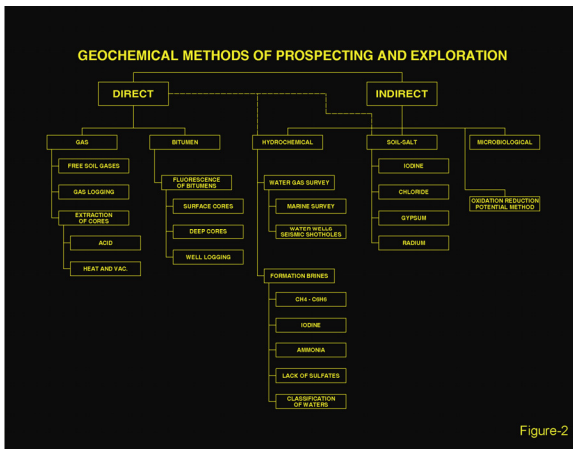 GEOCHEMICAL METHODS OF PROSPECTING AND EXPLORATION
DIRECT
INDIRECT
GAS
BITUMEN
HYDROCHEMICAL
SOIL-SALT
MICROBIOLOGICAL
FREE SOIL GASES
GAS LOGGING
EXTRACTION
OF CORES
ACID
HEAT AND VAC.
FLUORESCENCE
OF BITUMENS
SURFACE CORES
DEEP CORES
WELL LOGGING
WATER GAS SURVEY
MARINE SURVEY
WATER WELLS
SEISMIC SHOTHOLES
FORMATION BRINES
CH4 - C6H6
IODINE
AMMONIA
LACK OF SULFATES
CLASSIFICATION
OF WATERS
IODINE
CHLORIDE
GYPSUM
RADIUM
OXIDATION REDUCTION
POTENTIAL METHOD
Figure-2